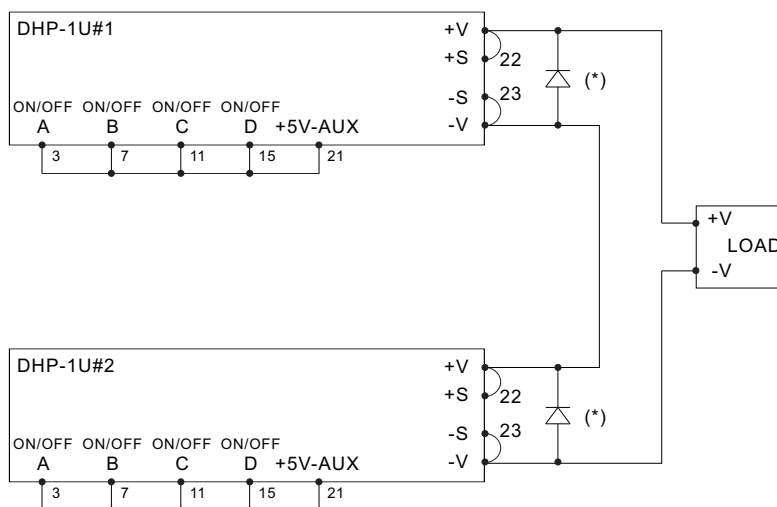 DHP-1U#1
+V
+S
22
(*)
-S
23
-V
ON/OFF ON/OFF ON/OFF ON/OFF
A B C D +5V-AUX
3 7 11 15 21
+V
LOAD
-V
DHP-1U#2
+V
+S
22
(*)
-S
23
-V
ON/OFF ON/OFF ON/OFF ON/OFF
A B C D +5V-AUX
3 7 11 15 21